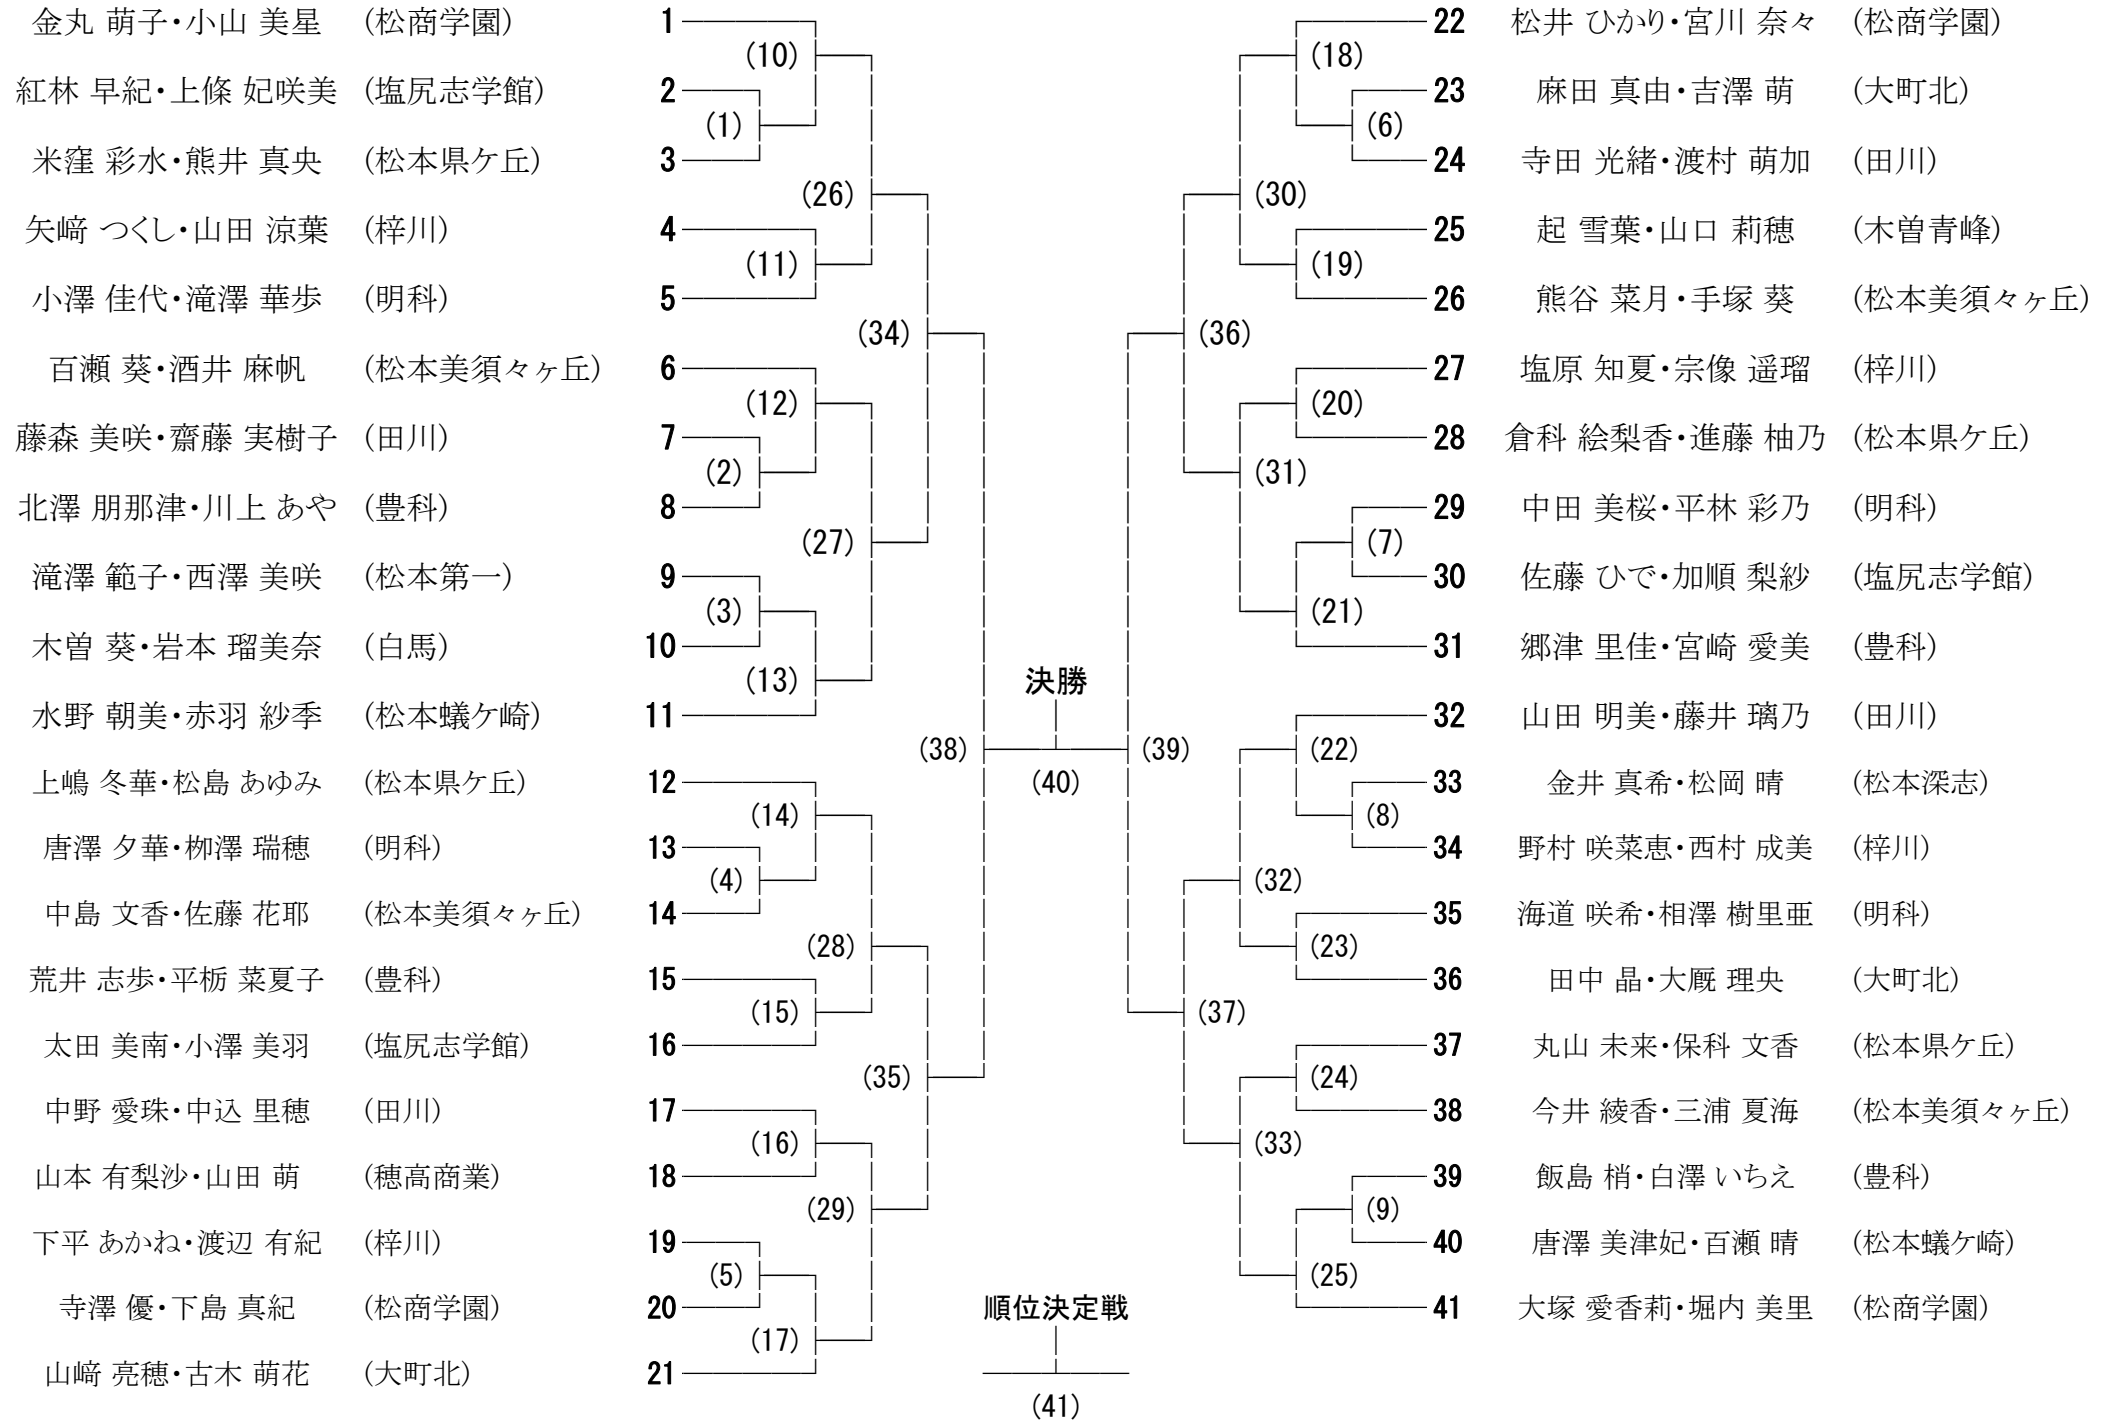 金丸 萌子・小山 美星 (松商学園) 1
(10)
紅林 早紀・上條 妃咲美 (塩尻志学館) 2
(1)
米窪 彩水・熊井 真央 (松本県ケ丘) 3
(26)
矢﨑 つくし・山田 涼葉 (梓川) 4
(11)
小澤 佳代・滝澤 華歩 (明科) 5
(34)
百瀬 葵・酒井 麻帆 (松本美須々ヶ丘) 6
(12)
藤森 美咲・齋藤 実樹子 (田川) 7
(2)
北澤 朋那津・川上 あや (豊科) 8
(27)
滝澤 範子・西澤 美咲 (松本第一) 9
(3)
木曽 葵・岩本 瑠美奈 (白馬) 10
(13)
水野 朝美・赤羽 紗季 (松本蟻ケ崎) 11
(38)
上嶋 冬華・松島 あゆみ (松本県ケ丘) 12
(14)
唐澤 夕華・栁澤 瑞穂 (明科) 13
(4)
中島 文香・佐藤 花耶 (松本美須々ヶ丘) 14
(28)
荒井 志歩・平栃 菜夏子 (豊科) 15
(15)
太田 美南・小澤 美羽 (塩尻志学館) 16
(35)
中野 愛珠・中込 里穂 (田川) 17
(16)
山本 有梨沙・山田 萌 (穂高商業) 18
(29)
下平 あかね・渡辺 有紀 (梓川) 19
(5)
寺澤 優・下島 真紀 (松商学園) 20
(17)
山﨑 亮穂・古木 萌花 (大町北) 21
決勝
(40)
順位決定戦
(41)
22 松井 ひかり・宮川 奈々 (松商学園)
(18)
23 麻田 真由・吉澤 萌 (大町北)
(6)
24 寺田 光緒・渡村 萌加 (田川)
(30)
25 起 雪葉・山口 莉穂 (木曽青峰)
(19)
26 熊谷 菜月・手塚 葵 (松本美須々ヶ丘)
(36)
27 塩原 知夏・宗像 遥瑠 (梓川)
(20)
28 倉科 絵梨香・進藤 柚乃 (松本県ケ丘)
(31)
29 中田 美桜・平林 彩乃 (明科)
(7)
30 佐藤 ひで・加順 梨紗 (塩尻志学館)
(21)
31 郷津 里佳・宮崎 愛美 (豊科)
32 山田 明美・藤井 璃乃 (田川)
(39)
(22)
33 金井 真希・松岡 晴 (松本深志)
(8)
34 野村 咲菜恵・西村 成美 (梓川)
(32)
35 海道 咲希・相澤 樹里亜 (明科)
(23)
36 田中 晶・大厩 理央 (大町北)
(37)
37 丸山 未来・保科 文香 (松本県ケ丘)
(24)
38 今井 綾香・三浦 夏海 (松本美須々ヶ丘)
(33)
39 飯島 梢・白澤 いちえ (豊科)
(9)
40 唐澤 美津妃・百瀬 晴 (松本蟻ケ崎)
(25)
41 大塚 愛香莉・堀内 美里 (松商学園)